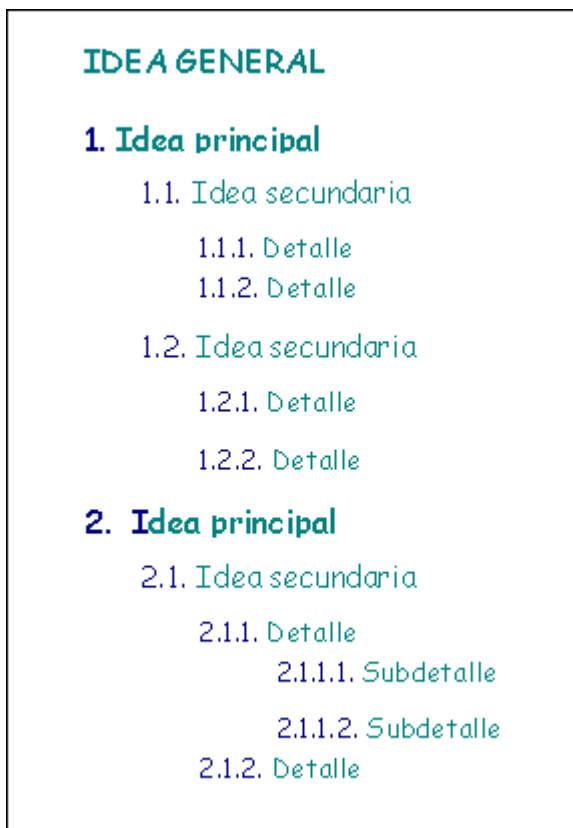 IDEA GENERAL
1. Idea principal
1.1. Idea secundaria
1.1.1. Detalle
1.1.2. Detalle
1.2. Idea secundaria
1.2.1. Detalle
1.2.2. Detalle
2. Idea principal
2.1. Idea secundaria
2.1.1. Detalle
2.1.1.1. Subdetalle
2.1.1.2. Subdetalle
2.1.2. Detalle